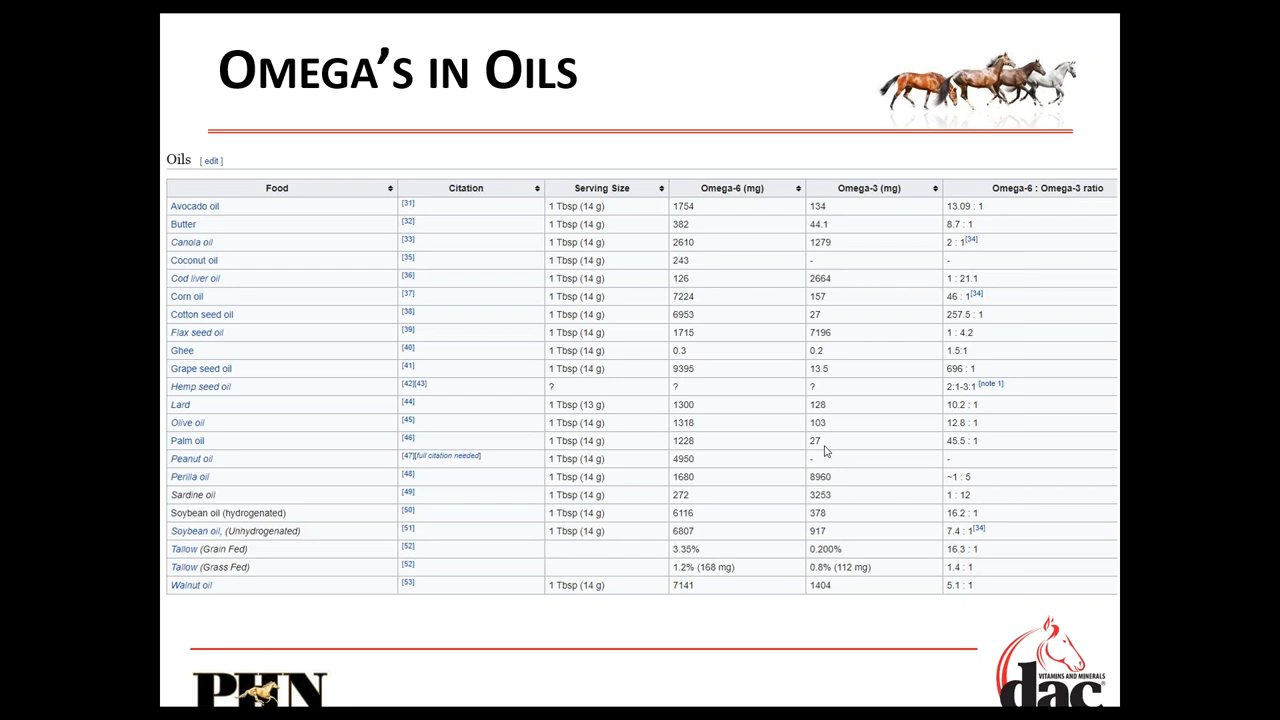 OMEGA'S IN OILS
Oils [ edit ]
Food Citation Serving Size Omega-6 (mg) Omega-3 (mg) Omega-6 : Omega-3 ratio
Avocado oil [31] 1 Tbsp (14 g) 1754 134 13.09 : 1
Butter [32] 1 Tbsp (14 g) 382 44.1 8.7 : 1
Canola oil [33] 1 Tbsp (14 g) 2610 1279 2 : 1[34]
Coconut oil [35] 1 Tbsp (14 g) 243 - -
Cod liver oil [36] 1 Tbsp (14 g) 126 2664 1 : 21.1
Corn oil [37] 1 Tbsp (14 g) 7224 157 46 : 1[34]
Cotton seed oil [38] 1 Tbsp (14 g) 6953 27 257.5 : 1
Flax seed oil [39] 1 Tbsp (14 g) 1715 7196 1 : 4.2
Ghee [40] 1 Tbsp (14 g) 0.3 0.2 1.5:1
Grape seed oil [41] 1 Tbsp (14 g) 9395 13.5 696 : 1
Hemp seed oil [42][43] ? ? ? 2:1-3:1 [note 1]
Lard [44] 1 Tbsp (13 g) 1300 128 10.2 : 1
Olive oil [45] 1 Tbsp (14 g) 1318 103 12.8 : 1
Palm oil [46] 1 Tbsp (14 g) 1228 27 45.5 : 1
Peanut oil [47][full citation needed] 1 Tbsp (14 g) 4950 - -
Perilla oil [48] 1 Tbsp (14 g) 1680 8960 ~1 : 5
Sardine oil [49] 1 Tbsp (14 g) 272 3253 1 : 12
Soybean oil (hydrogenated) [50] 1 Tbsp (14 g) 6116 378 16.2 : 1
Soybean oil, (Unhydrogenated) [51] 1 Tbsp (14 g) 6807 917 7.4 : 1[34]
Tallow (Grain Fed) [52] 3.35% 0.200% 16.3 : 1
Tallow (Grass Fed) [52] 1.2% (168 mg) 0.8% (112 mg) 1.4 : 1
Walnut oil [53] 1 Tbsp (14 g) 7141 1404 5.1 : 1
PHN
VITAMINS AND MINERALS
dac